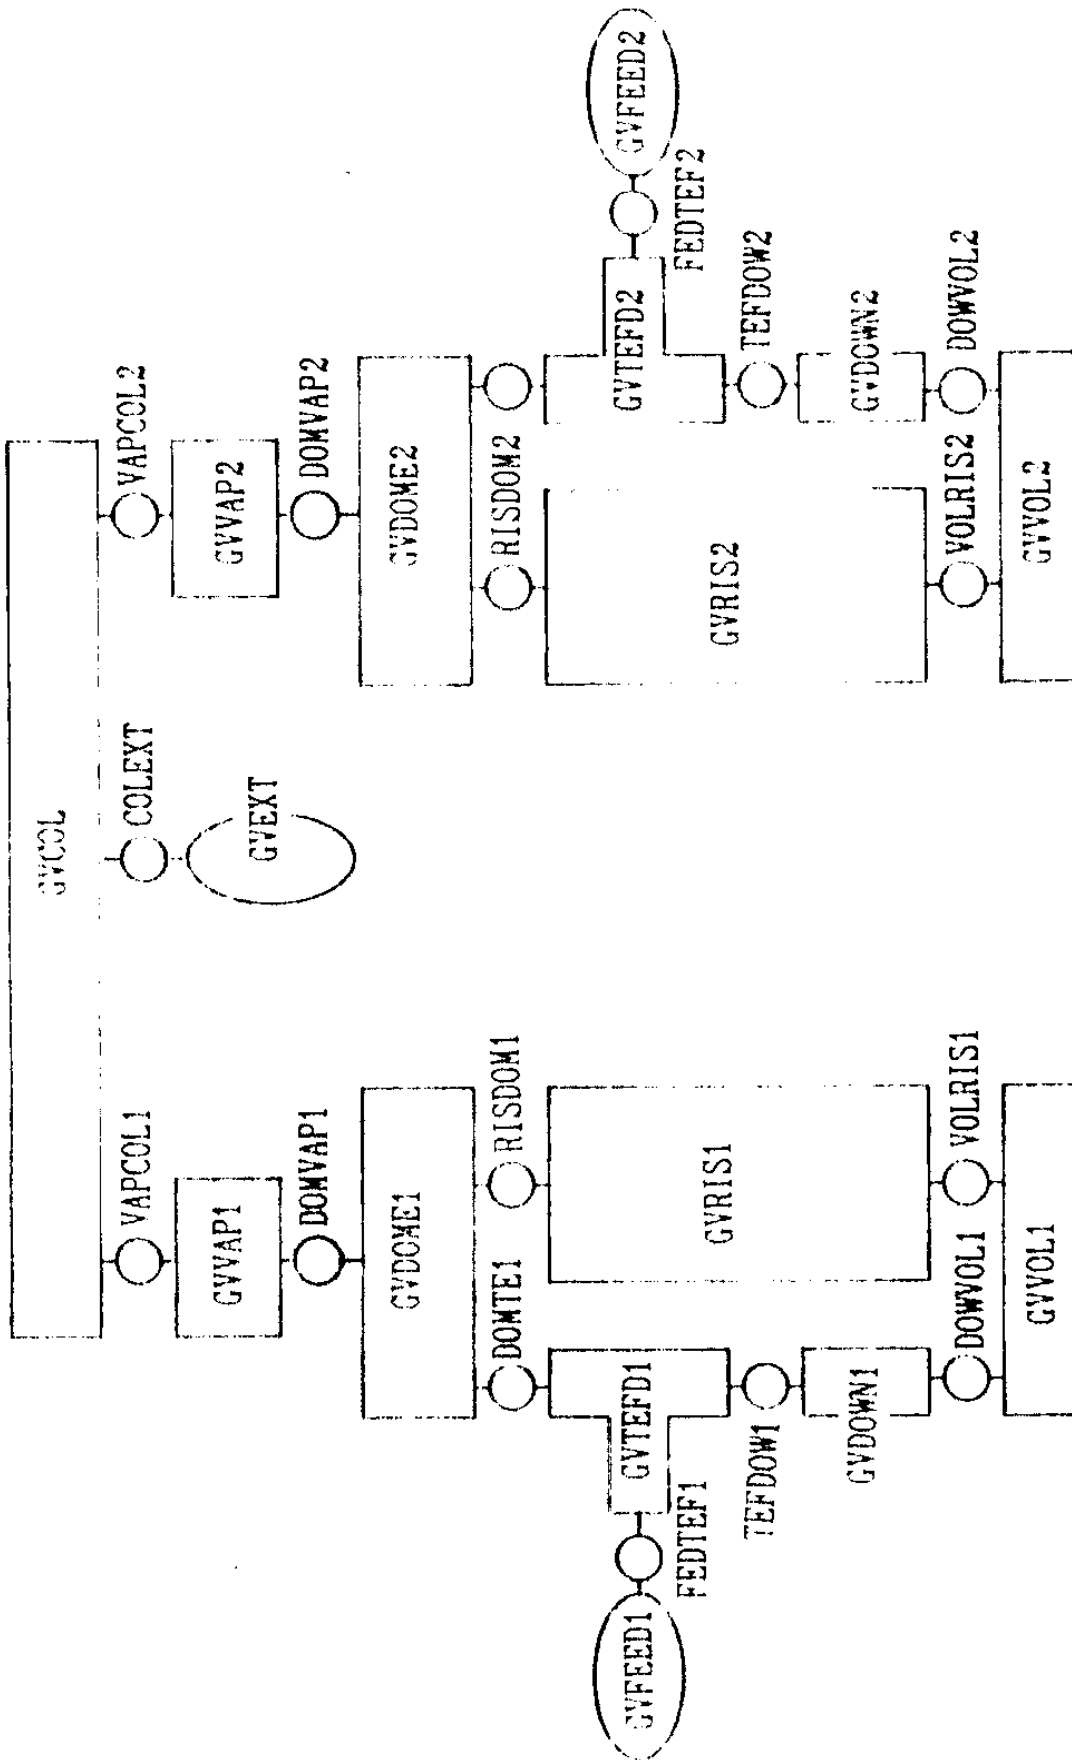 GVCOL
VAPCOL1
COLEXT
VAPCOL2
GVVAP1
GVEXT
GVVAP2
DOMVAP1
DOMVAP2
GVDOME1
GVDOME2
DOMTE1
RISDOM1
RISDOM2
GVFEED1
FEDTEF1
GVTEFD1
GVRIS1
GVRIS2
GVTEFD2
FEDTEF2
GVFEED2
TEFDOW1
TEFDOW2
GVDOWN1
GVDOWN2
DOWVOL1
VOLRIS1
VOLRIS2
DOWVOL2
GVVOL1
GVVOL2